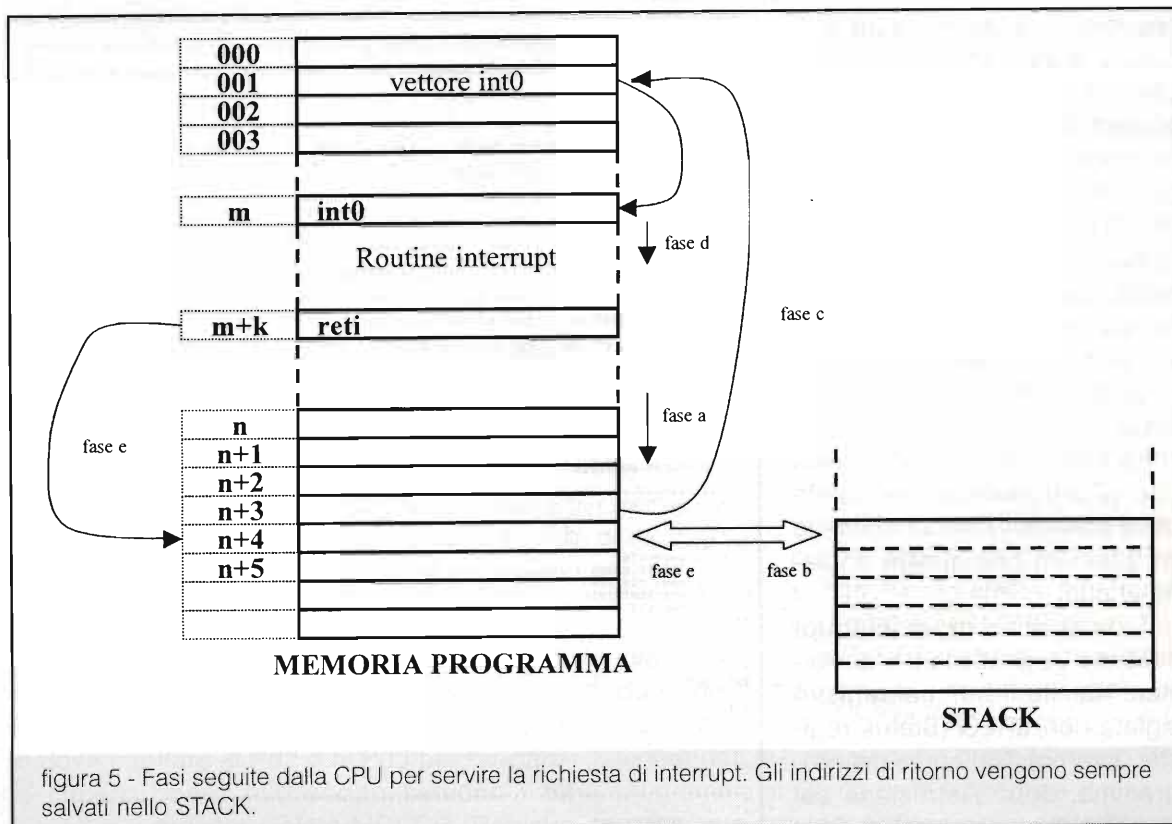 000
001 vettore int0
002
003
m int0
fase d
Routine interrupt
fase c
m+k reti
fase a
fase e
n
n+1
n+2
n+3
n+4
n+5
fase e fase b
MEMORIA PROGRAMMA
STACK
figura 5 - Fasi seguite dalla CPU per servire la richiesta di interrupt. Gli indirizzi di ritorno vengono sempre
salvati nello STACK.